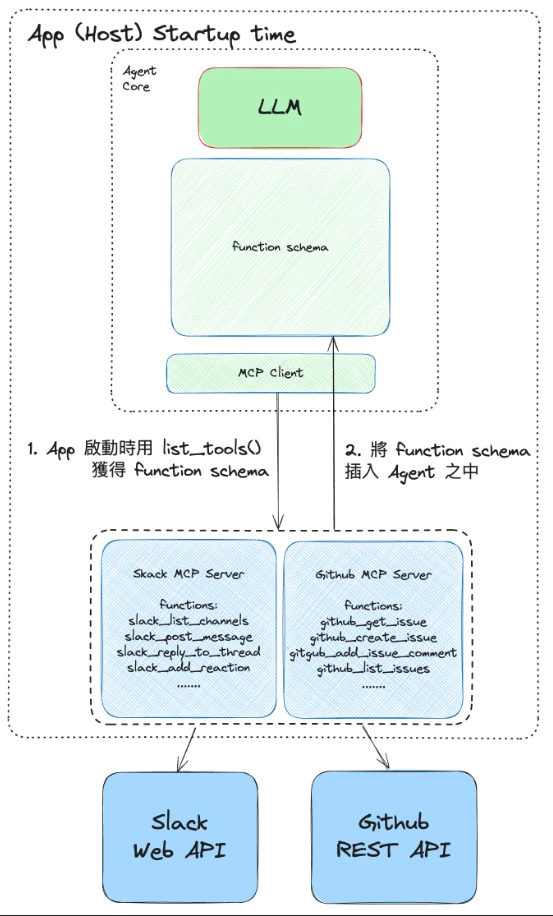 App (Host) Startup time
Agent
Core
LLM
function schema
MCP Client
1. App 啟動時用 list_tools()
獲得 function schema
2. 將 function schema
插入 Agent 之中
Skack MCP Server
functions:
slack_list_channels
slack_post_message
slack_reply_to_thread
slack_add_reaction
.......
Github MCP Server
functions:
github_get_issue
github_create_issue
gitgub_add_issue_comment
github_list_issues
.......
Slack
Web API
Github
REST API